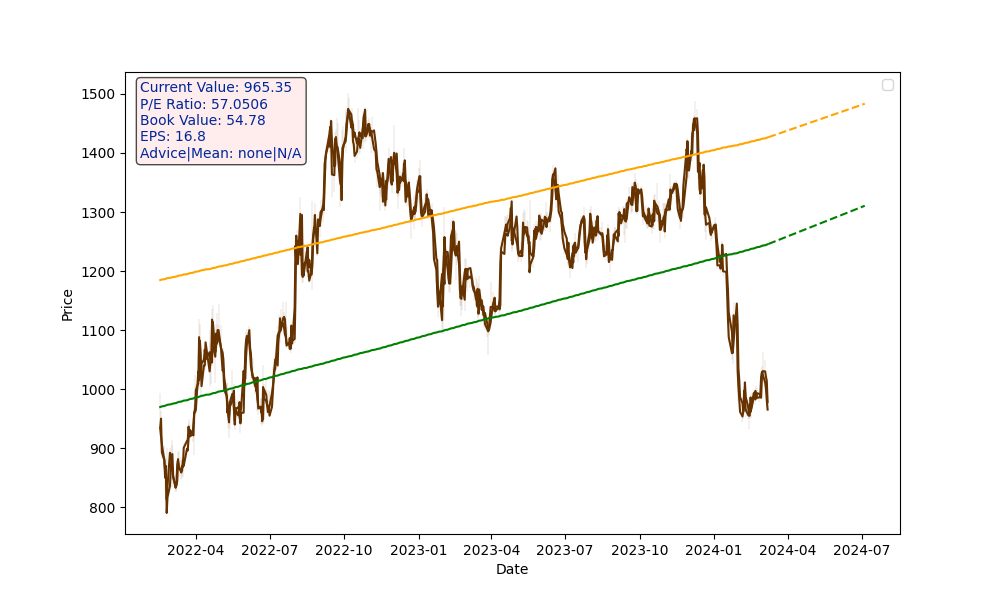 Current Value: 965.35
P/E Ratio: 57.0506
Book Value: 54.78
EPS: 16.8
Advice|Mean: none|N/A
Price
1500
1400
1300
1200
1100
1000
900
800
2022-04 2022-07 2022-10 2023-01 2023-04 2023-07 2023-10 2024-01 2024-04 2024-07
Date